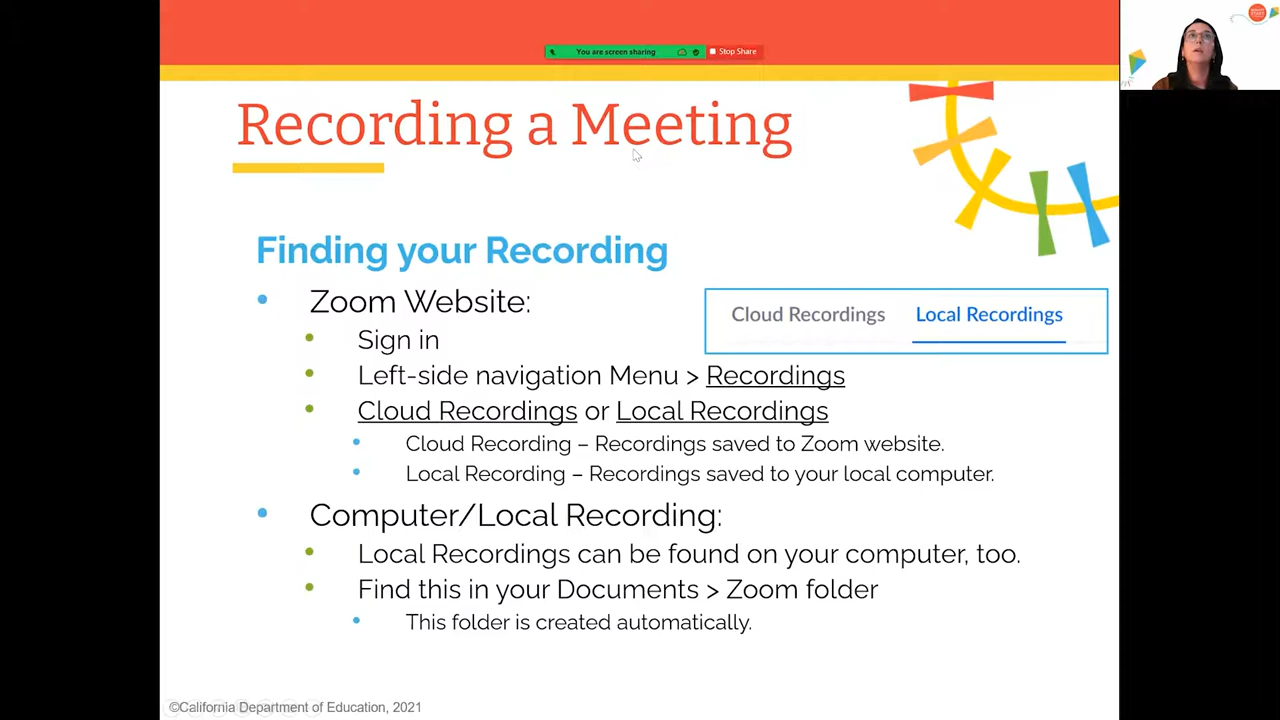 You are screen sharing
Stop Share
Recording a Meeting
Finding your Recording
Zoom Website:
Cloud Recordings Local Recordings
Sign in
Left-side navigation Menu > Recordings
Cloud Recordings or Local Recordings
Cloud Recording – Recordings saved to Zoom website.
Local Recording – Recordings saved to your local computer.
Computer/Local Recording:
Local Recordings can be found on your computer, too.
Find this in your Documents > Zoom folder
This folder is created automatically.
©California Department of Education, 2021